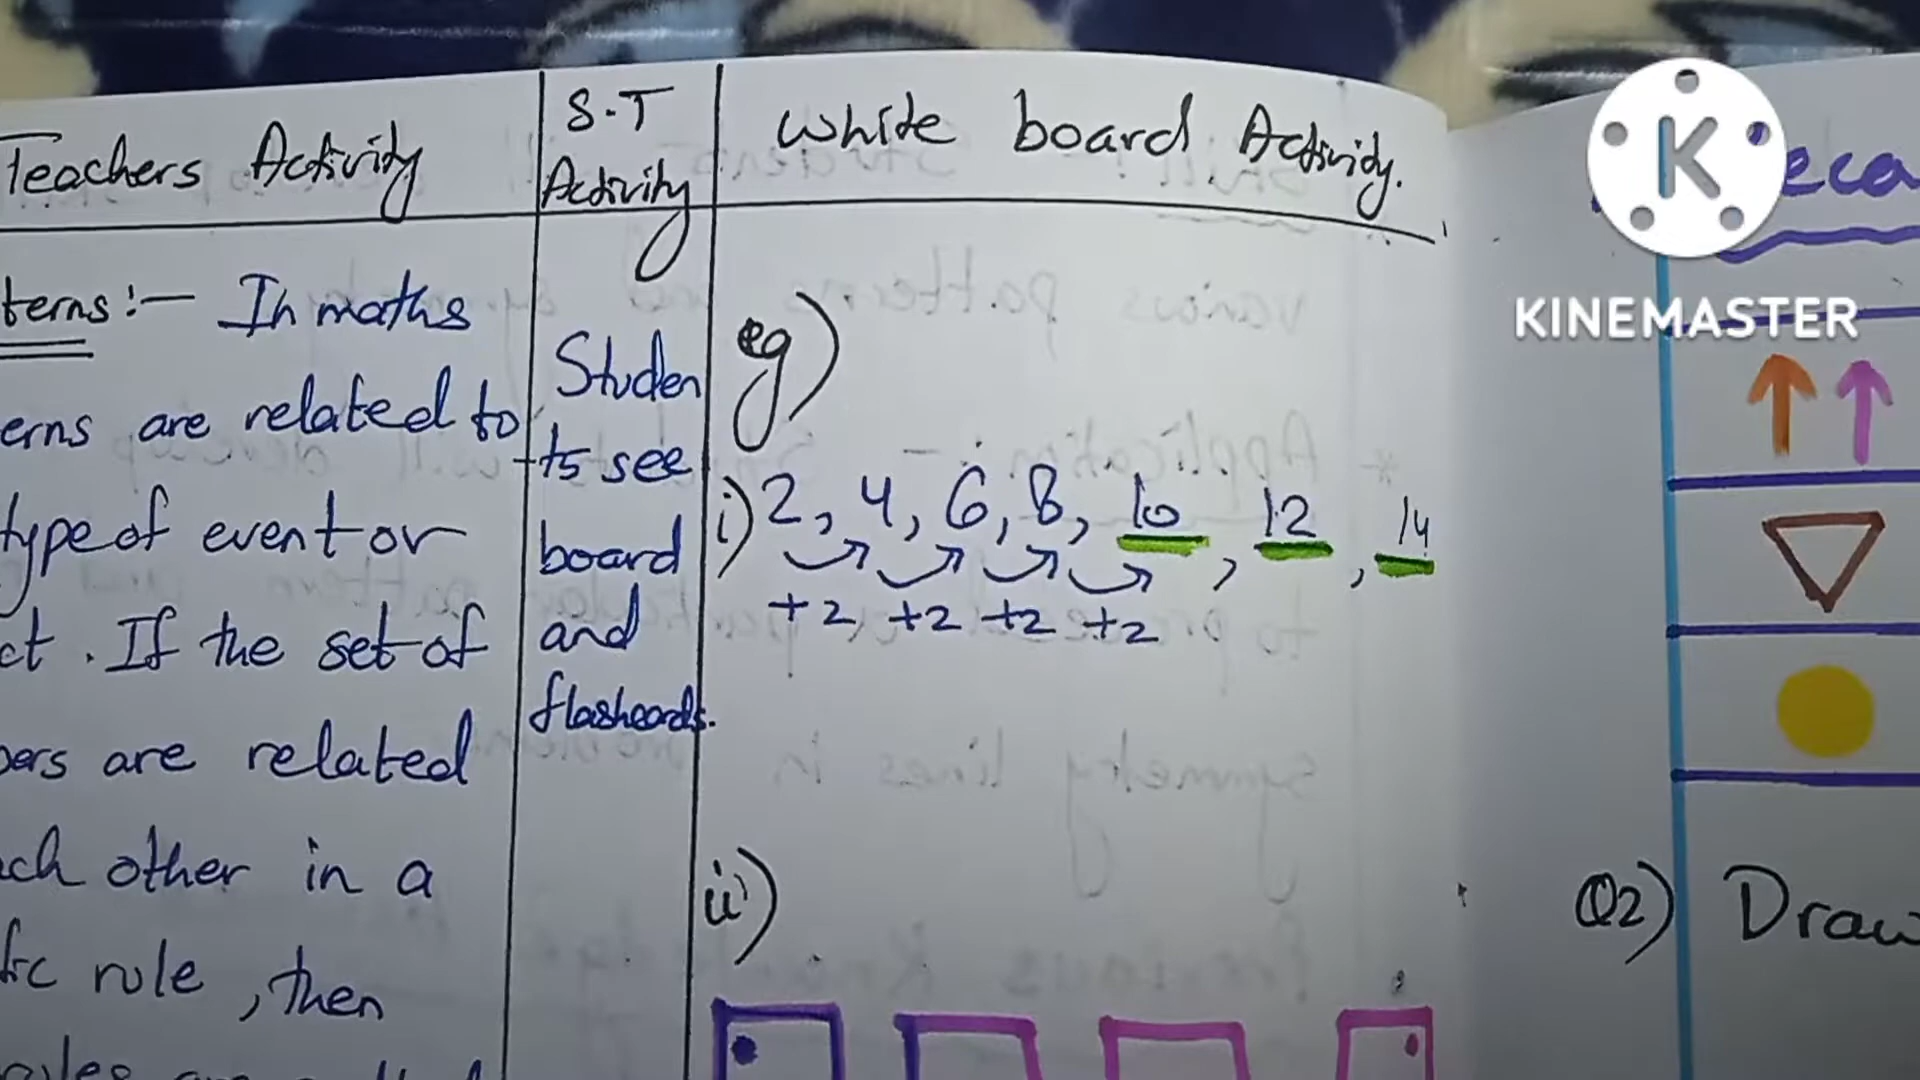 Teachers Activity
terns:- In maths
erns are related to
type of event or
ct. If the set of
bers are related
ach other in a
fic rule, then
S.T
Activity
Studen
ts see
board
and
flashcards.
White board Activity.
eg)
i) 2, 4, 6, 8, 10, 12, 14
+2 +2 +2 +2
ii)
KINEMASTER
Q2) Draw